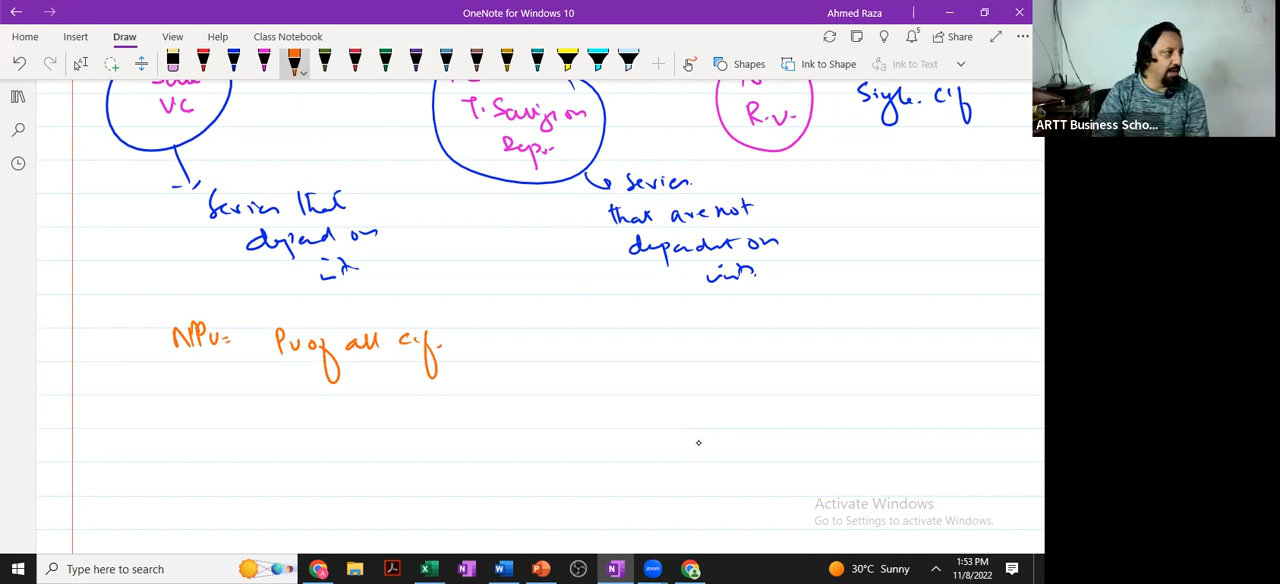 OneNote for Windows 10
Ahmed Raza
Home Insert Draw View Help Class Notebook
Share
Shapes
Ink to Shape
Ink to Text
ARTT Business Scho...
VC
T. Saving on
Depr
R.V.
Single. C.f
Series that
depend on
Series.
that are not
dependent on
units.
NPV= PV of all C.f.
Activate Windows
Go to Settings to activate Windows.
Type here to search
30°C Sunny
1:53 PM
11/8/2022